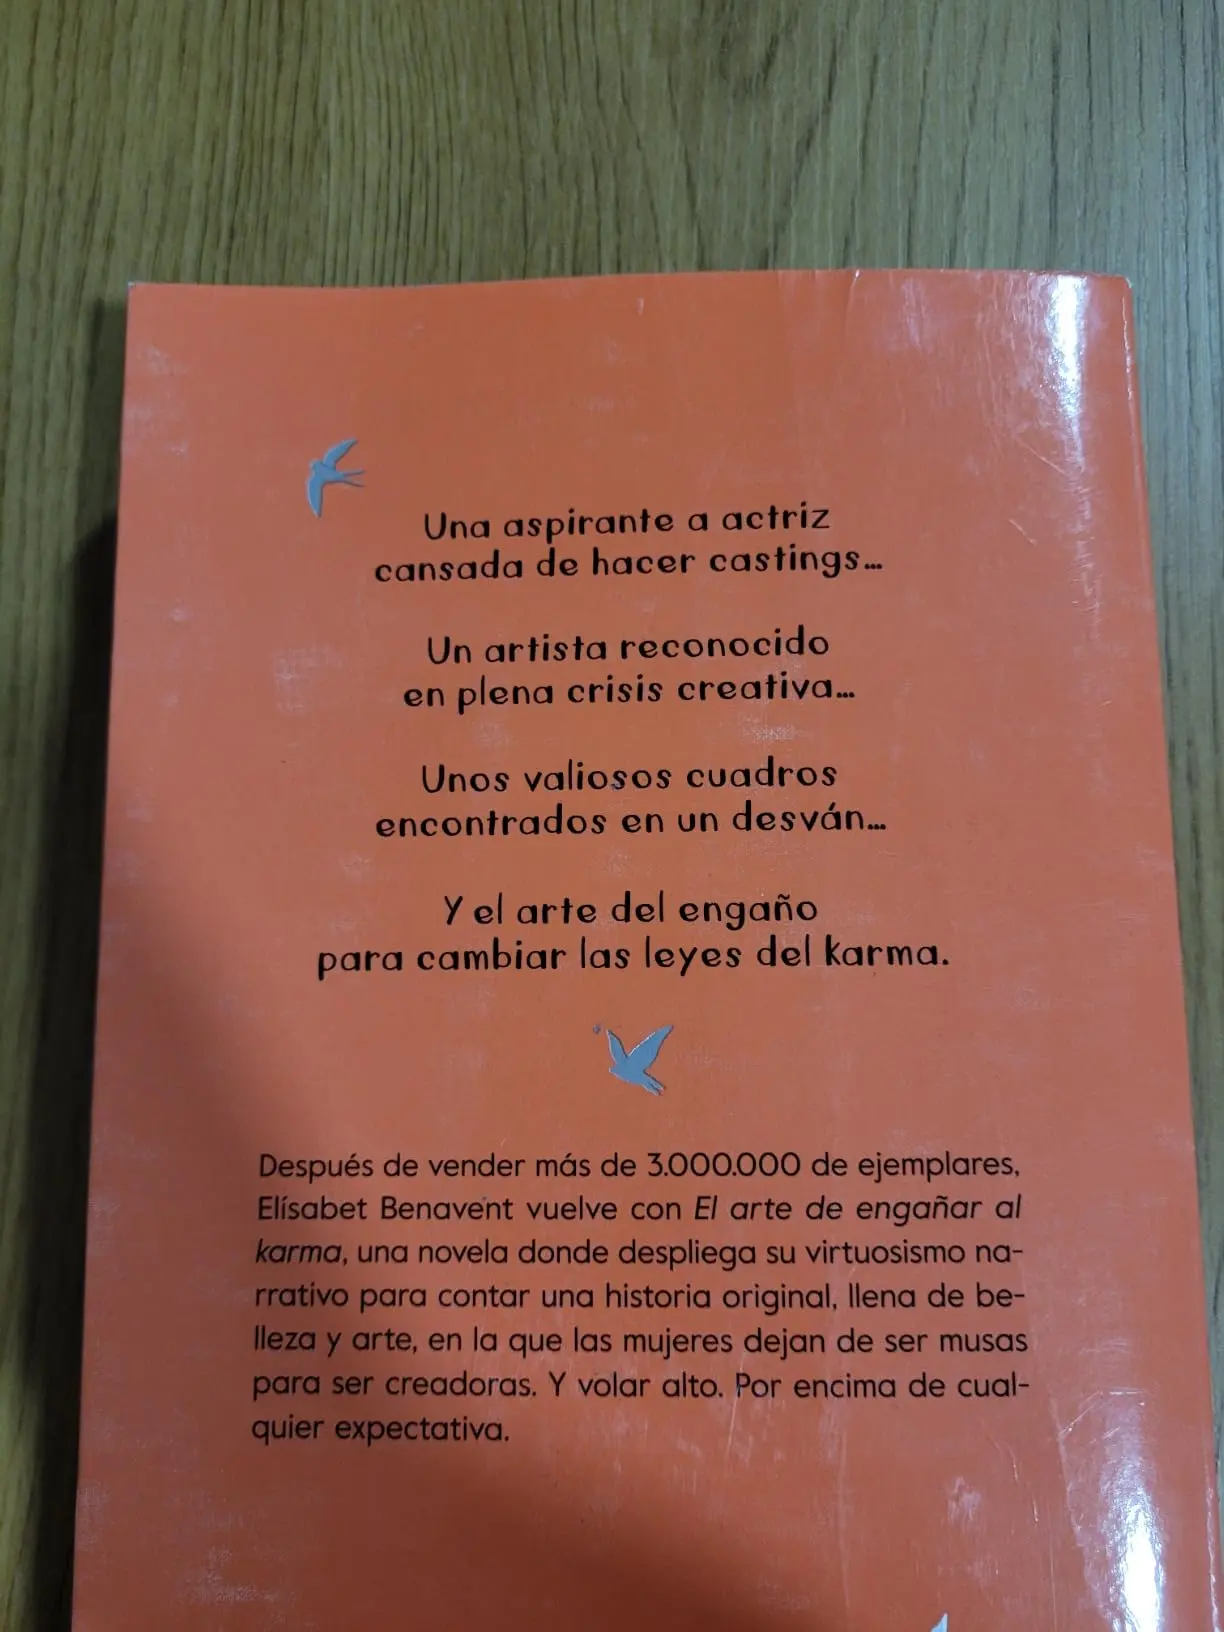 Una aspirante a actriz
cansada de hacer castings...
Un artista reconocido
en plena crisis creativa...
Unos valiosos cuadros
encontrados en un desván...
Y el arte del engaño
para cambiar las leyes del karma.
Después de vender más de 3.000.000 de ejemplares,
Elísabet Benavent vuelve con El arte de engañar al
karma, una novela donde despliega su virtuosismo na-
rrativo para contar una historia original, llena de be-
lleza y arte, en la que las mujeres dejan de ser musas
para ser creadoras. Y volar alto. Por encima de cual-
quier expectativa.